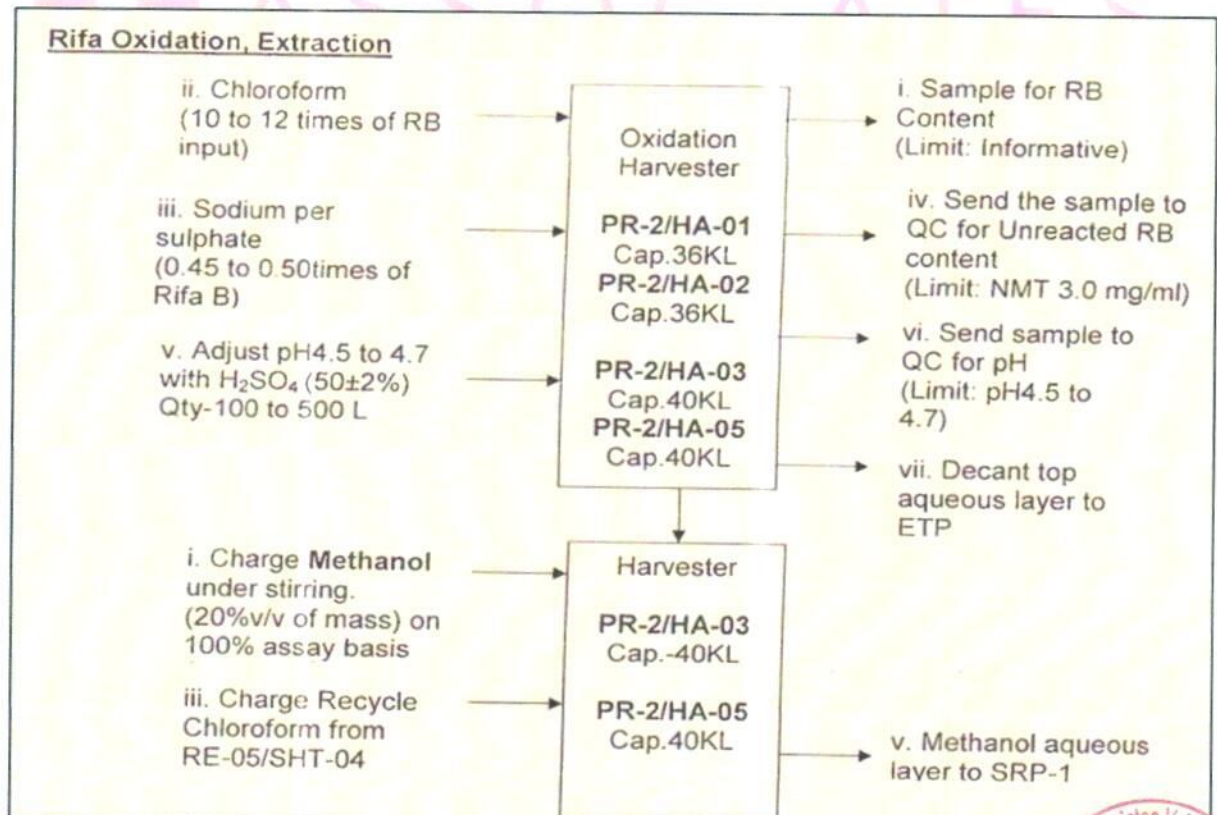 Rifa Oxidation, Extraction
ii. Chloroform
(10 to 12 times of RB
input)
iii. Sodium per
sulphate
(0.45 to 0.50times of
Rifa B)
v. Adjust pH4.5 to 4.7
with H₂SO₄ (50±2%)
Qty-100 to 500 L
Oxidation
Harvester
PR-2/HA-01
Cap.36KL
PR-2/HA-02
Cap.36KL
PR-2/HA-03
Cap.40KL
PR-2/HA-05
Cap.40KL
i. Sample for RB
Content
(Limit: Informative)
iv. Send the sample to
QC for Unreacted RB
content
(Limit: NMT 3.0 mg/ml)
vi. Send sample to
QC for pH
(Limit: pH4.5 to
4.7)
vii. Decant top
aqueous layer to
ETP
i. Charge Methanol
under stirring.
(20%v/v of mass) on
100% assay basis
iii. Charge Recycle
Chloroform from
RE-05/SHT-04
Harvester
PR-2/HA-03
Cap.-40KL
PR-2/HA-05
Cap.40KL
v. Methanol aqueous
layer to SRP-1